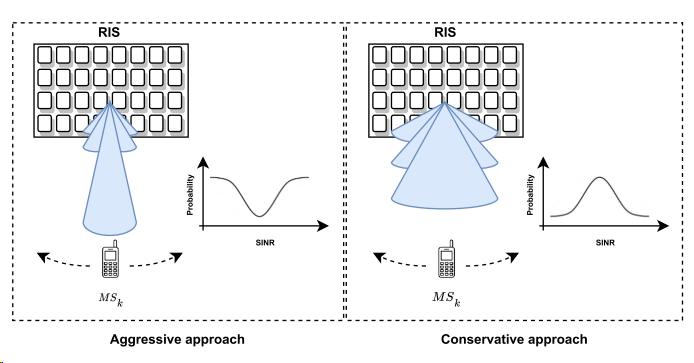 RIS
RIS
Probability
SINR
Probability
SINR
MS_k
MS_k
Aggressive approach
Conservative approach